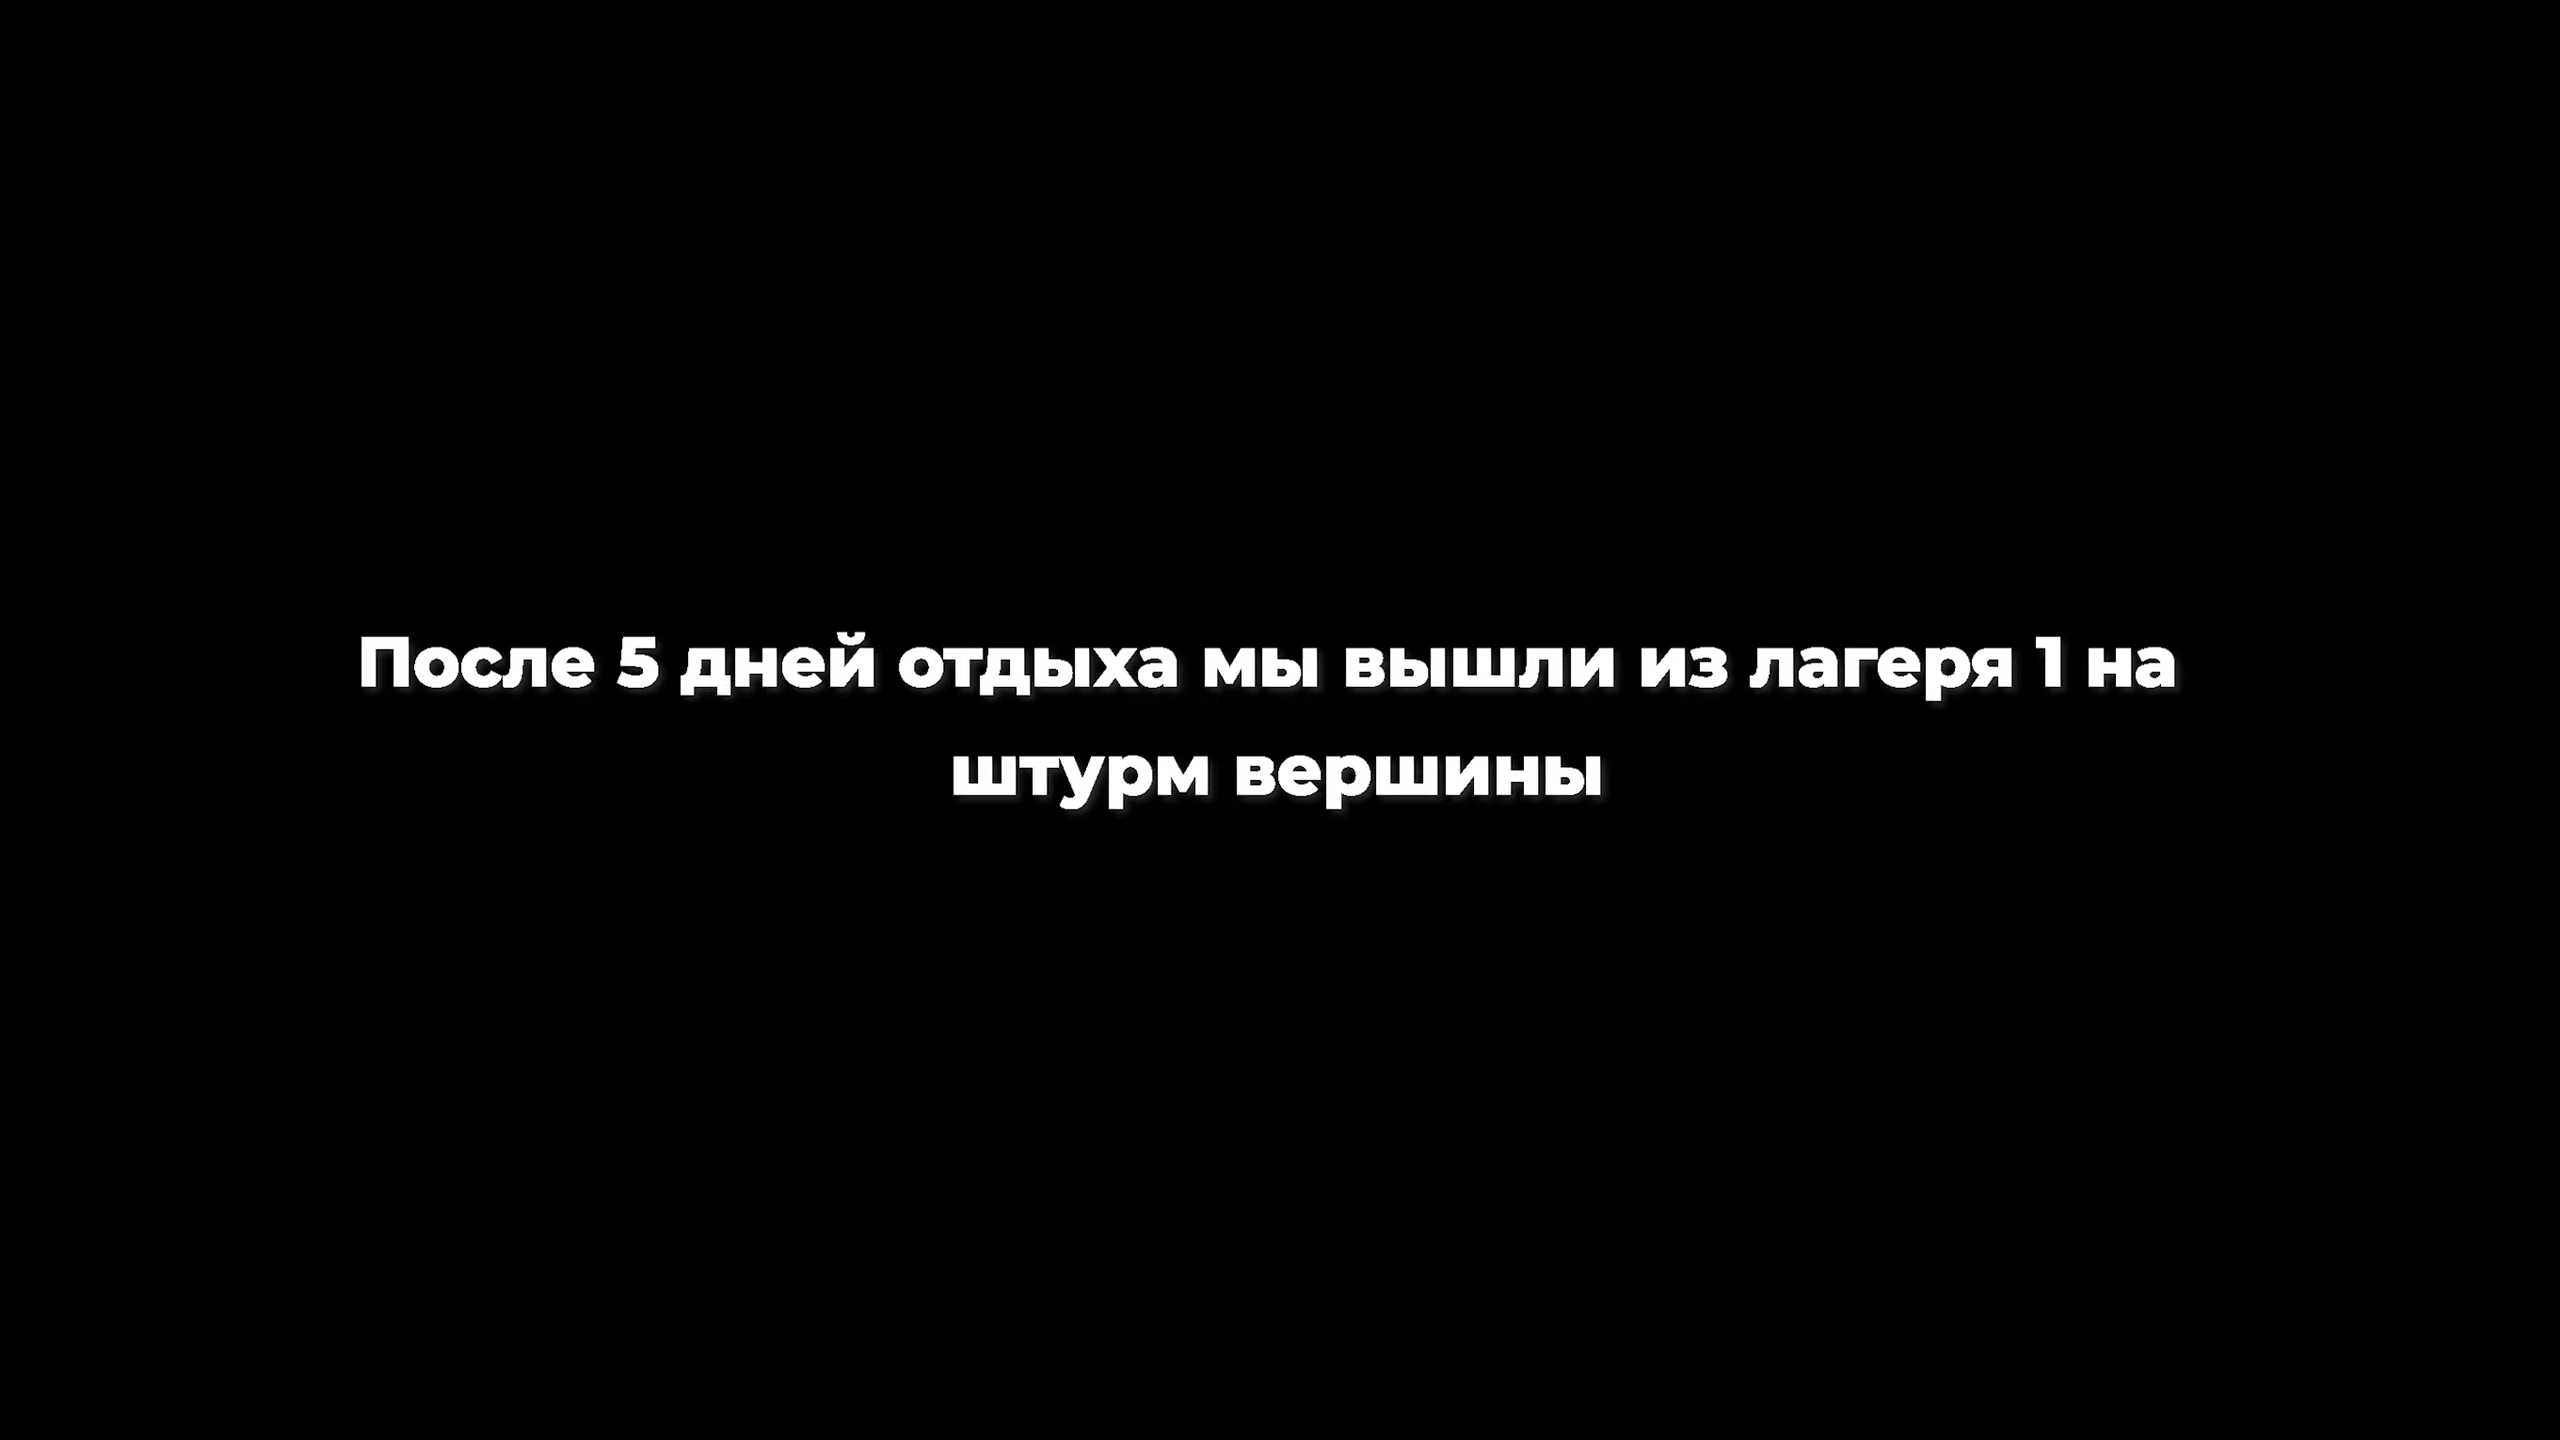 После 5 дней отдыха мы вышли из лагеря 1 на
штурм вершины